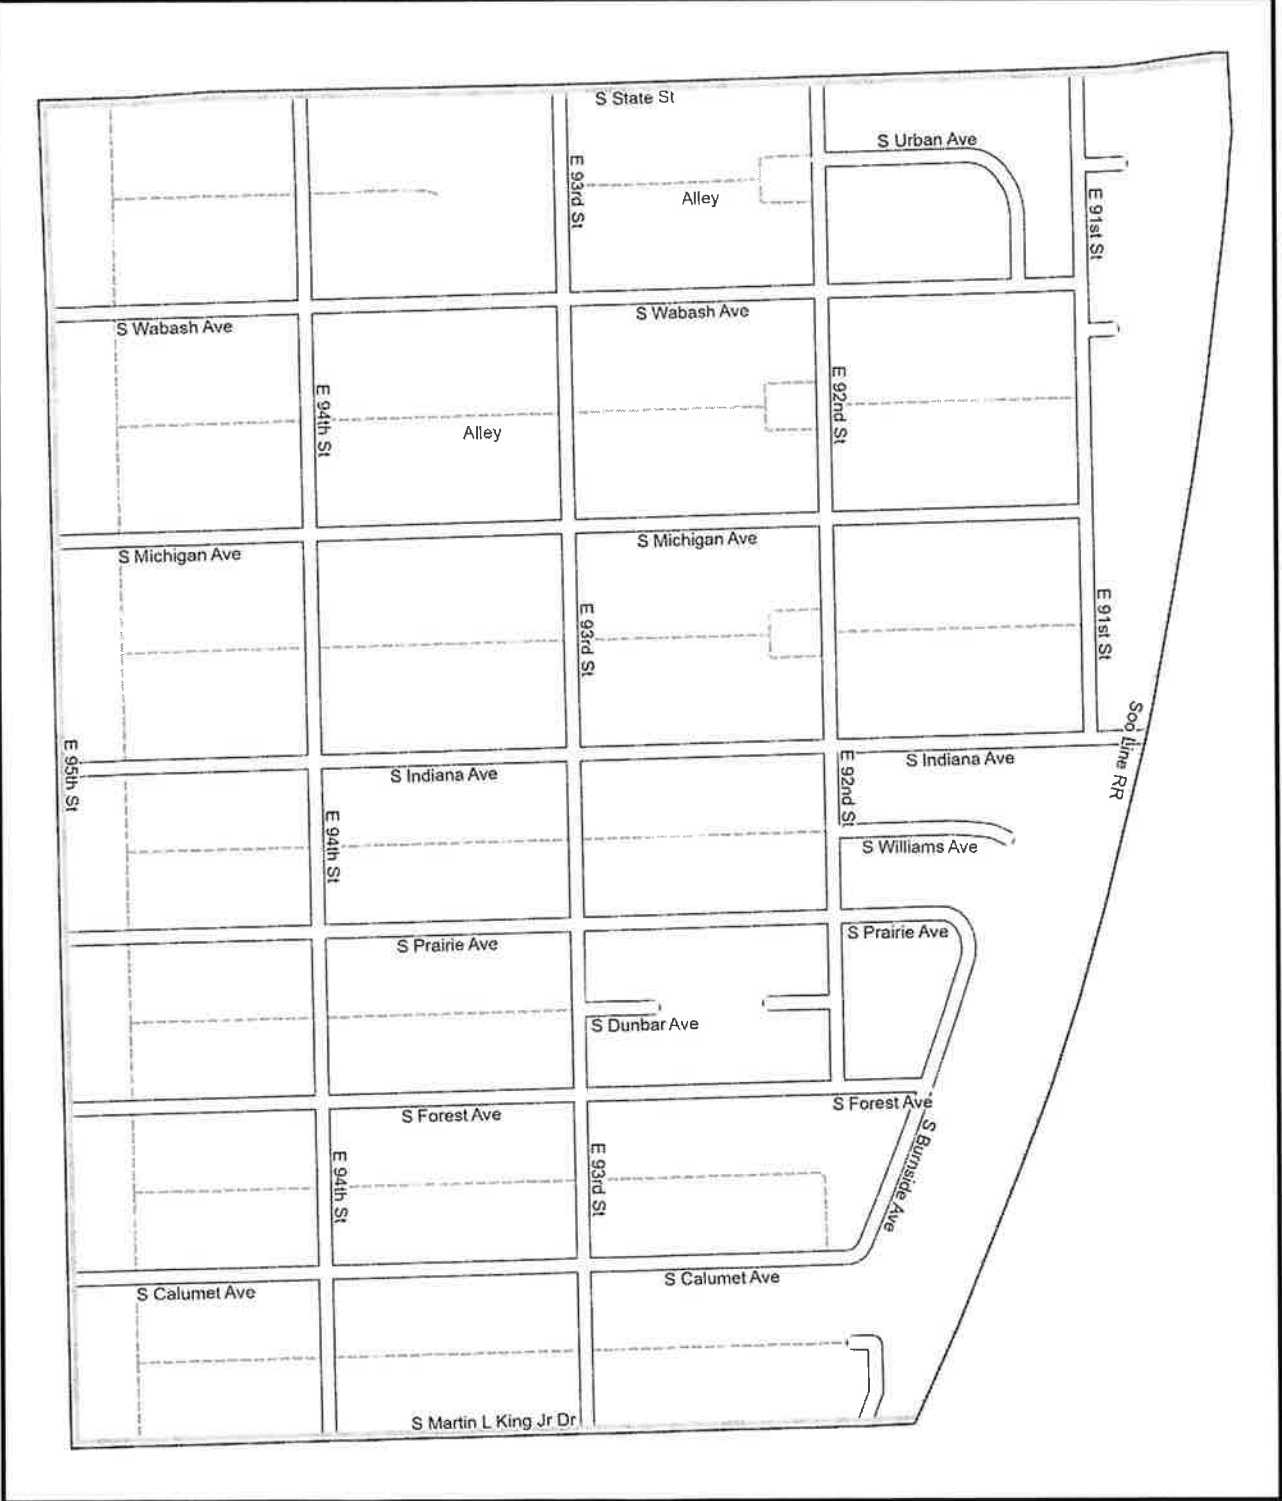 S State St
S Urban Ave
E 93rd St
Alley
E 91st St
S Wabash Ave
S Wabash Ave
E 94th St
E 92nd St
Alley
S Michigan Ave
S Michigan Ave
E 93rd St
E 91st St
Soo Line RR
E 95th St
S Indiana Ave
S Indiana Ave
E 92nd St
E 94th St
S Williams Ave
S Prairie Ave
S Prairie Ave
S Dunbar Ave
S Forest Ave
S Forest Ave
S Burnside Ave
E 94th St
E 93rd St
S Calumet Ave
S Calumet Ave
S Martin L King Jr Dr